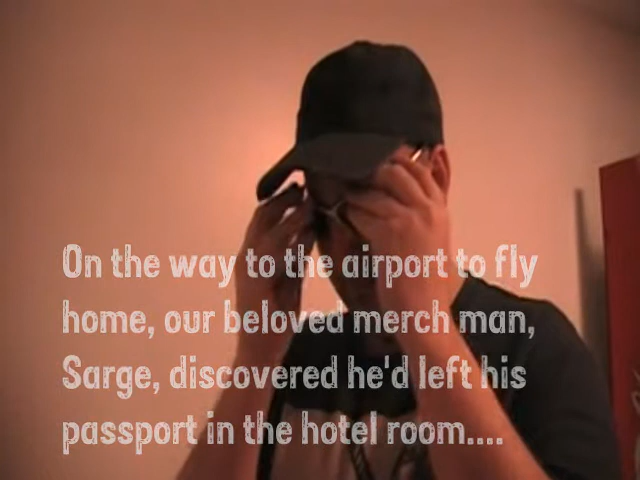 On the way to the airport to fly
home, our beloved merch man,
Sarge, discovered he'd left his
passport in the hotel room....